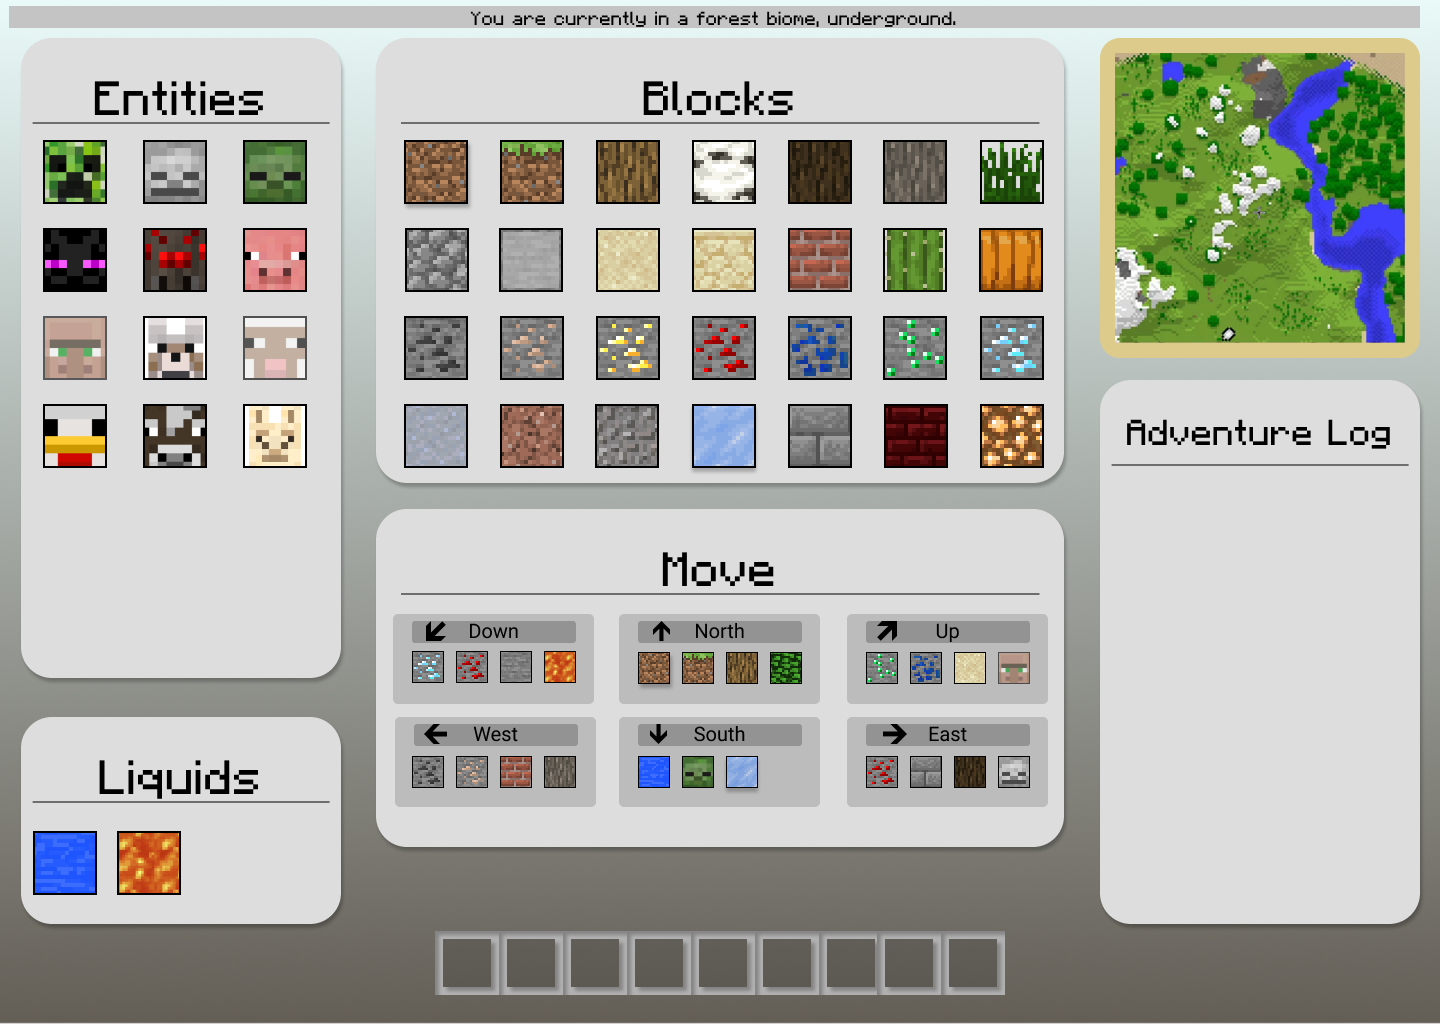 You are currently in a forest biome, underground.
Entities
Blocks
Move
Down
North
Up
West
South
East
Liquids
Adventure Log